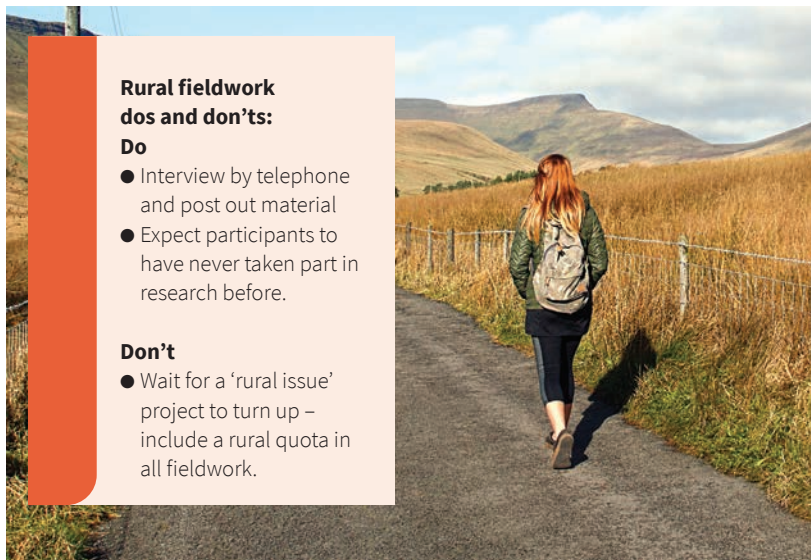 Rural fieldwork
dos and don’ts:
Do
● Interview by telephone
and post out material
● Expect participants to
have never taken part in
research before.
Don’t
● Wait for a ‘rural issue’
project to turn up –
include a rural quota in
all fieldwork.